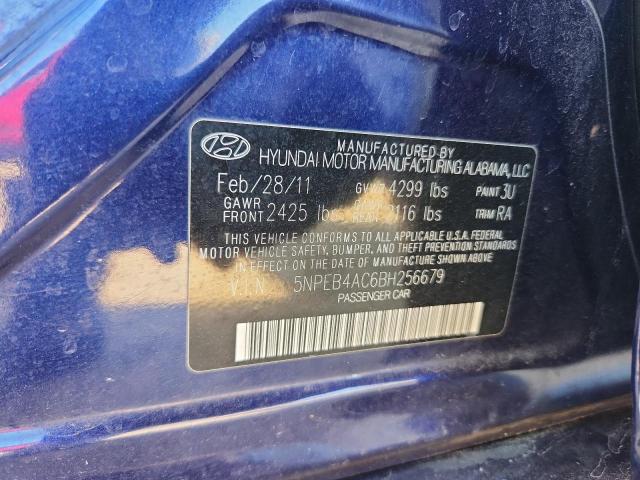 MANUFACTURED BY
HYUNDAI MOTOR MANUFACTURING ALABAMA, LLC
Feb/28/11 GVWR 4299 lbs PAINT 3U
GAWR
FRONT 2425 lbs 2116 lbs TRIM RA
THIS VEHICLE CONFORMS TO ALL APPLICABLE U.S.A. FEDERAL
MOTOR VEHICLE SAFETY, BUMPER, AND THEFT PREVENTION STANDARDS
IN EFFECT ON THE DATE OF MANUFACTURE SHOWN ABOVE.
V.I.N 5NPEB4AC6BH256679
PASSENGER CAR